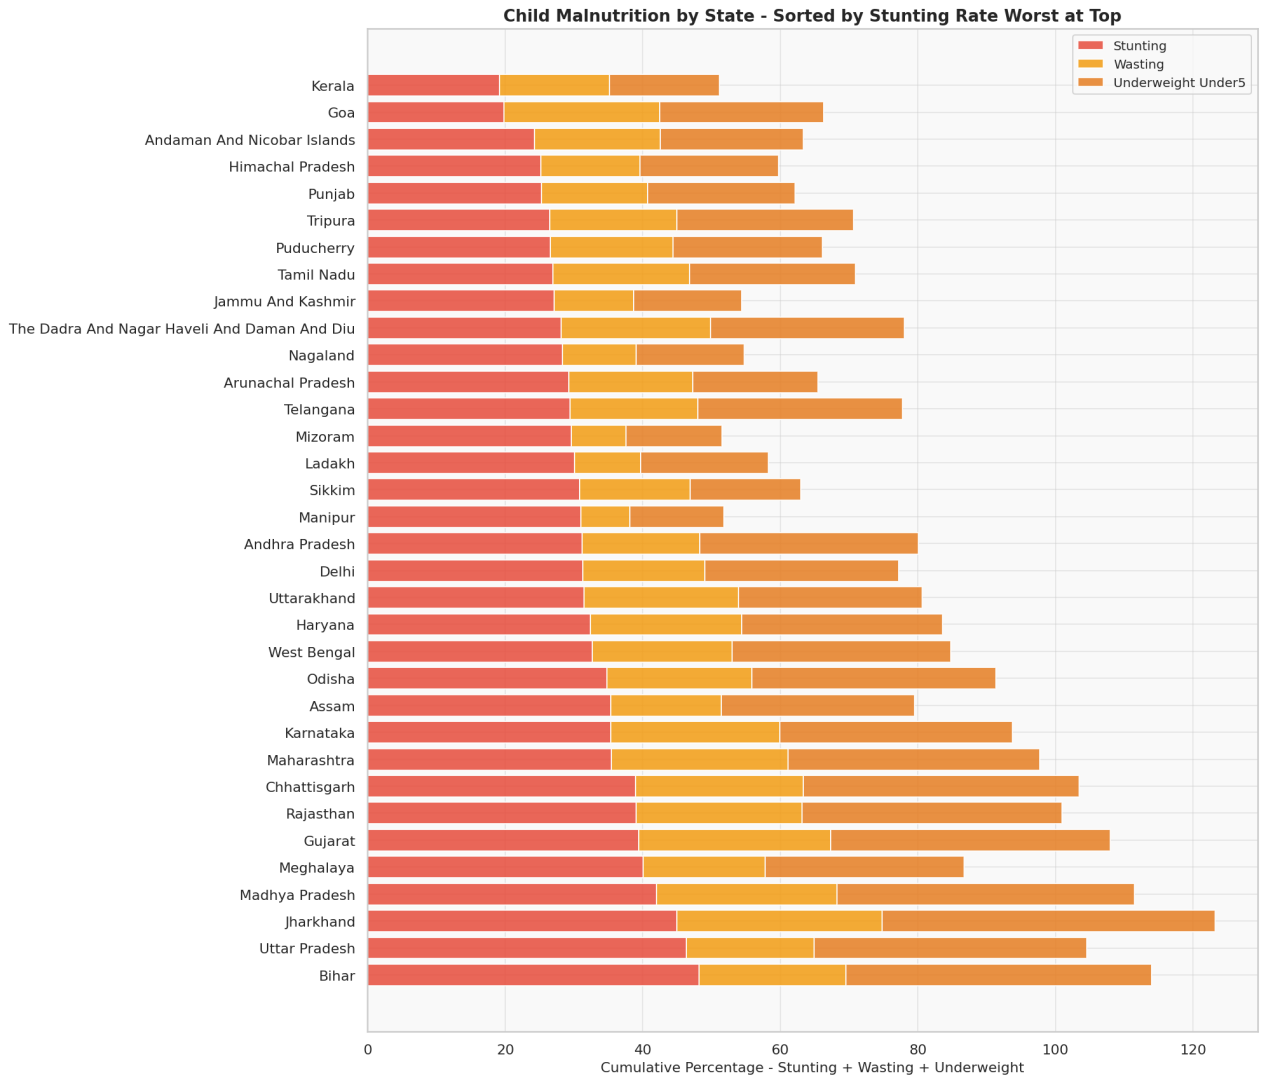 Child Malnutrition by State - Sorted by Stunting Rate Worst at Top
Stunting
Wasting
Underweight Under5
Kerala
Goa
Andaman And Nicobar Islands
Himachal Pradesh
Punjab
Tripura
Puducherry
Tamil Nadu
Jammu And Kashmir
The Dadra And Nagar Haveli And Daman And Diu
Nagaland
Arunachal Pradesh
Telangana
Mizoram
Ladakh
Sikkim
Manipur
Andhra Pradesh
Delhi
Uttarakhand
Haryana
West Bengal
Odisha
Assam
Karnataka
Maharashtra
Chhattisgarh
Rajasthan
Gujarat
Meghalaya
Madhya Pradesh
Jharkhand
Uttar Pradesh
Bihar
0 20 40 60 80 100 120
Cumulative Percentage - Stunting + Wasting + Underweight